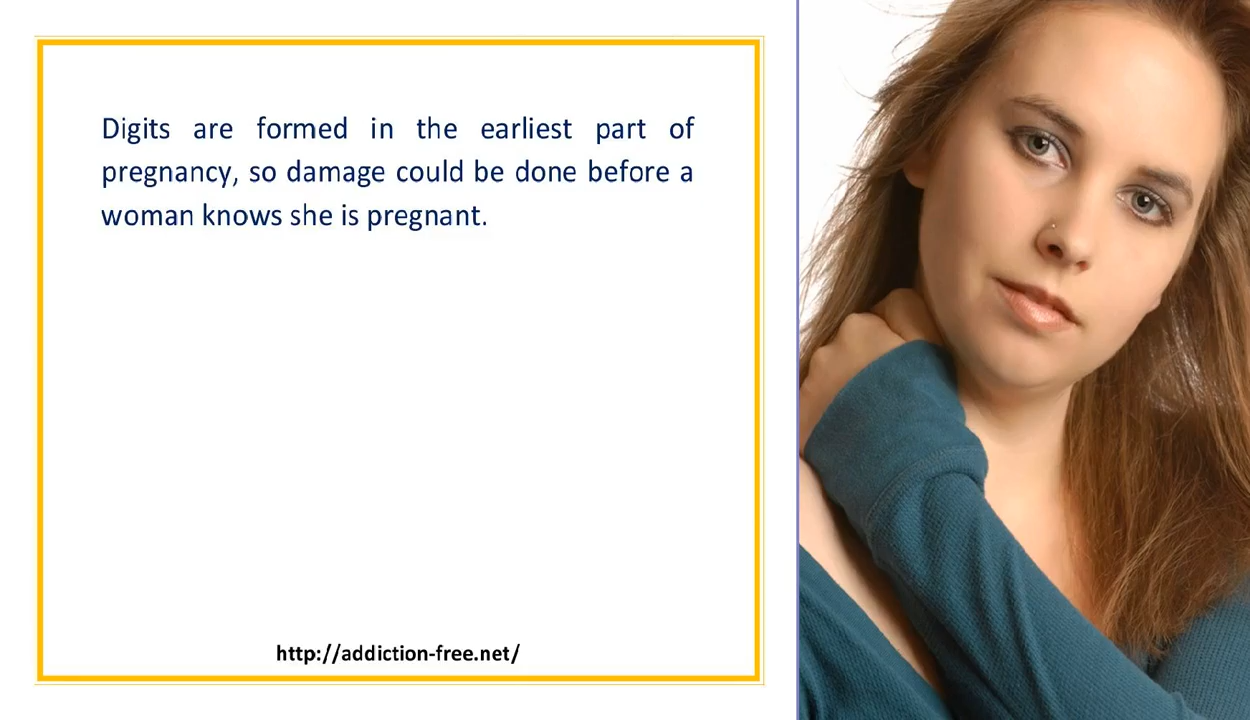 Digits are formed in the earliest part of
pregnancy, so damage could be done before a
woman knows she is pregnant.
http://addiction-free.net/